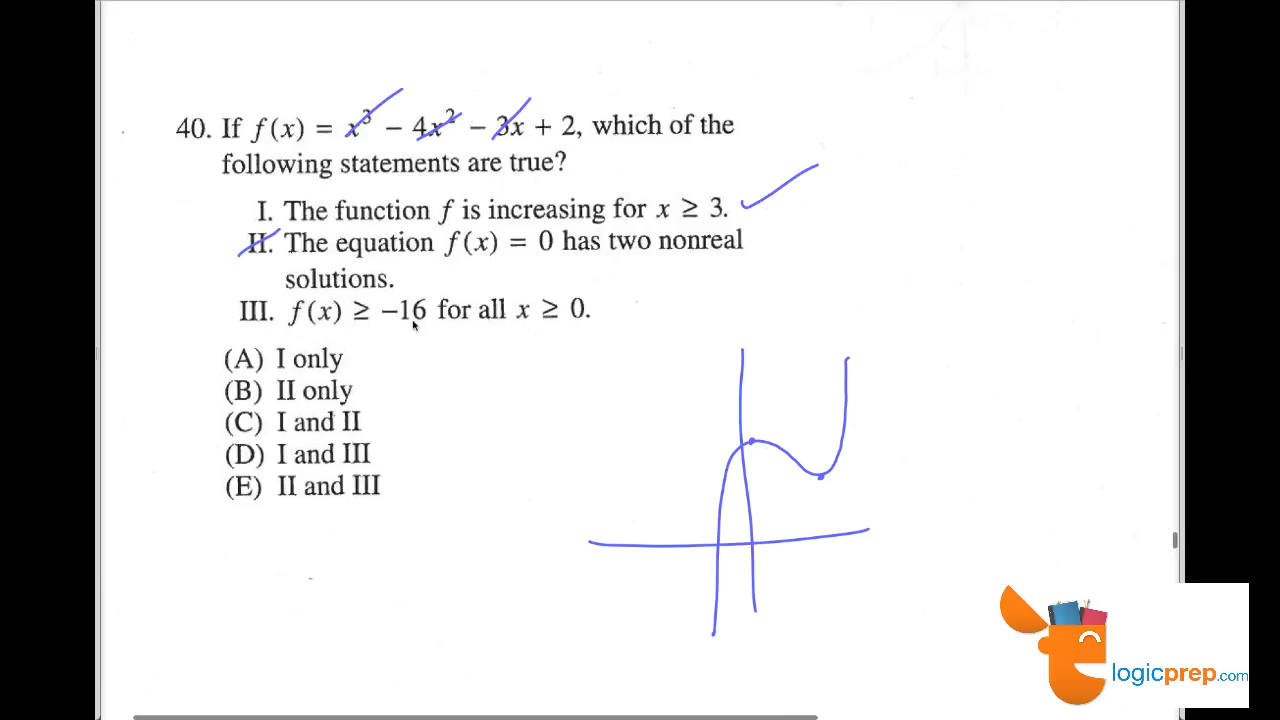 40. If f(x) = x³ − 4x² − 3x + 2, which of the
following statements are true?
I. The function f is increasing for x ≥ 3.
II. The equation f(x) = 0 has two nonreal
solutions.
III. f(x) ≥ −16 for all x ≥ 0.
(A) I only
(B) II only
(C) I and II
(D) I and III
(E) II and III
logicprep.com